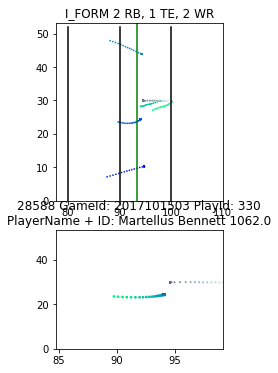 I_FORM 2 RB, 1 TE, 2 WR
50
40
30
20
10
0
80 90 100 110
28588 GameId: 2017101503 PlayId: 330
PlayerName + ID: Martellus Bennett 1062.0
40
20
0
85 90 95